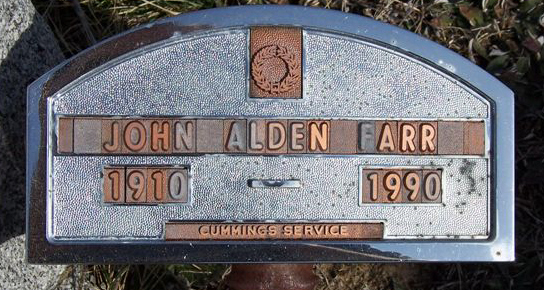 JOHN ALDEN FARR
1910 - 1990
CUMMINGS SERVICE